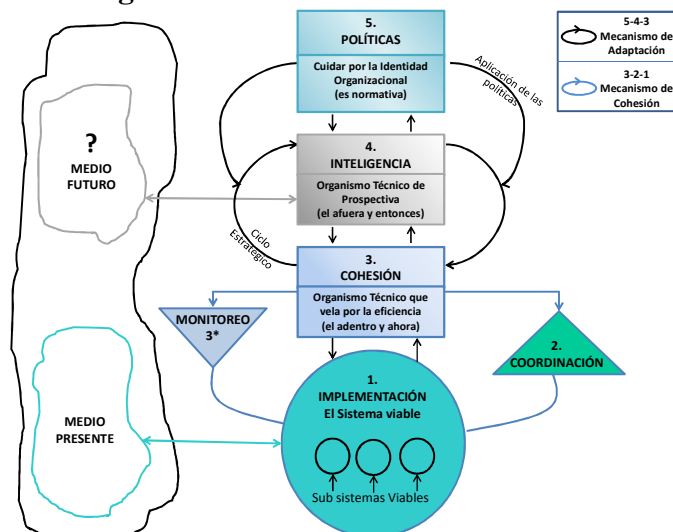 5.
POLÍTICAS
Cuidar por la Identidad
Organizacional
(es normativa)
Aplicación de las
políticas
5-4-3
Mecanismo de
Adaptación
3-2-1
Mecanismo de
Cohesión
?
MEDIO
FUTURO
4.
INTELIGENCIA
Organismo Técnico de
Prospectiva
(el afuera y entonces)
Ciclo
Estratégico
3.
COHESIÓN
Organismo Técnico que
vela por la eficiencia
(el adentro y ahora)
MONITOREO
3*
2.
COORDINACIÓN
1.
IMPLEMENTACIÓN
El Sistema viable
MEDIO
PRESENTE
Sub sistemas Viables